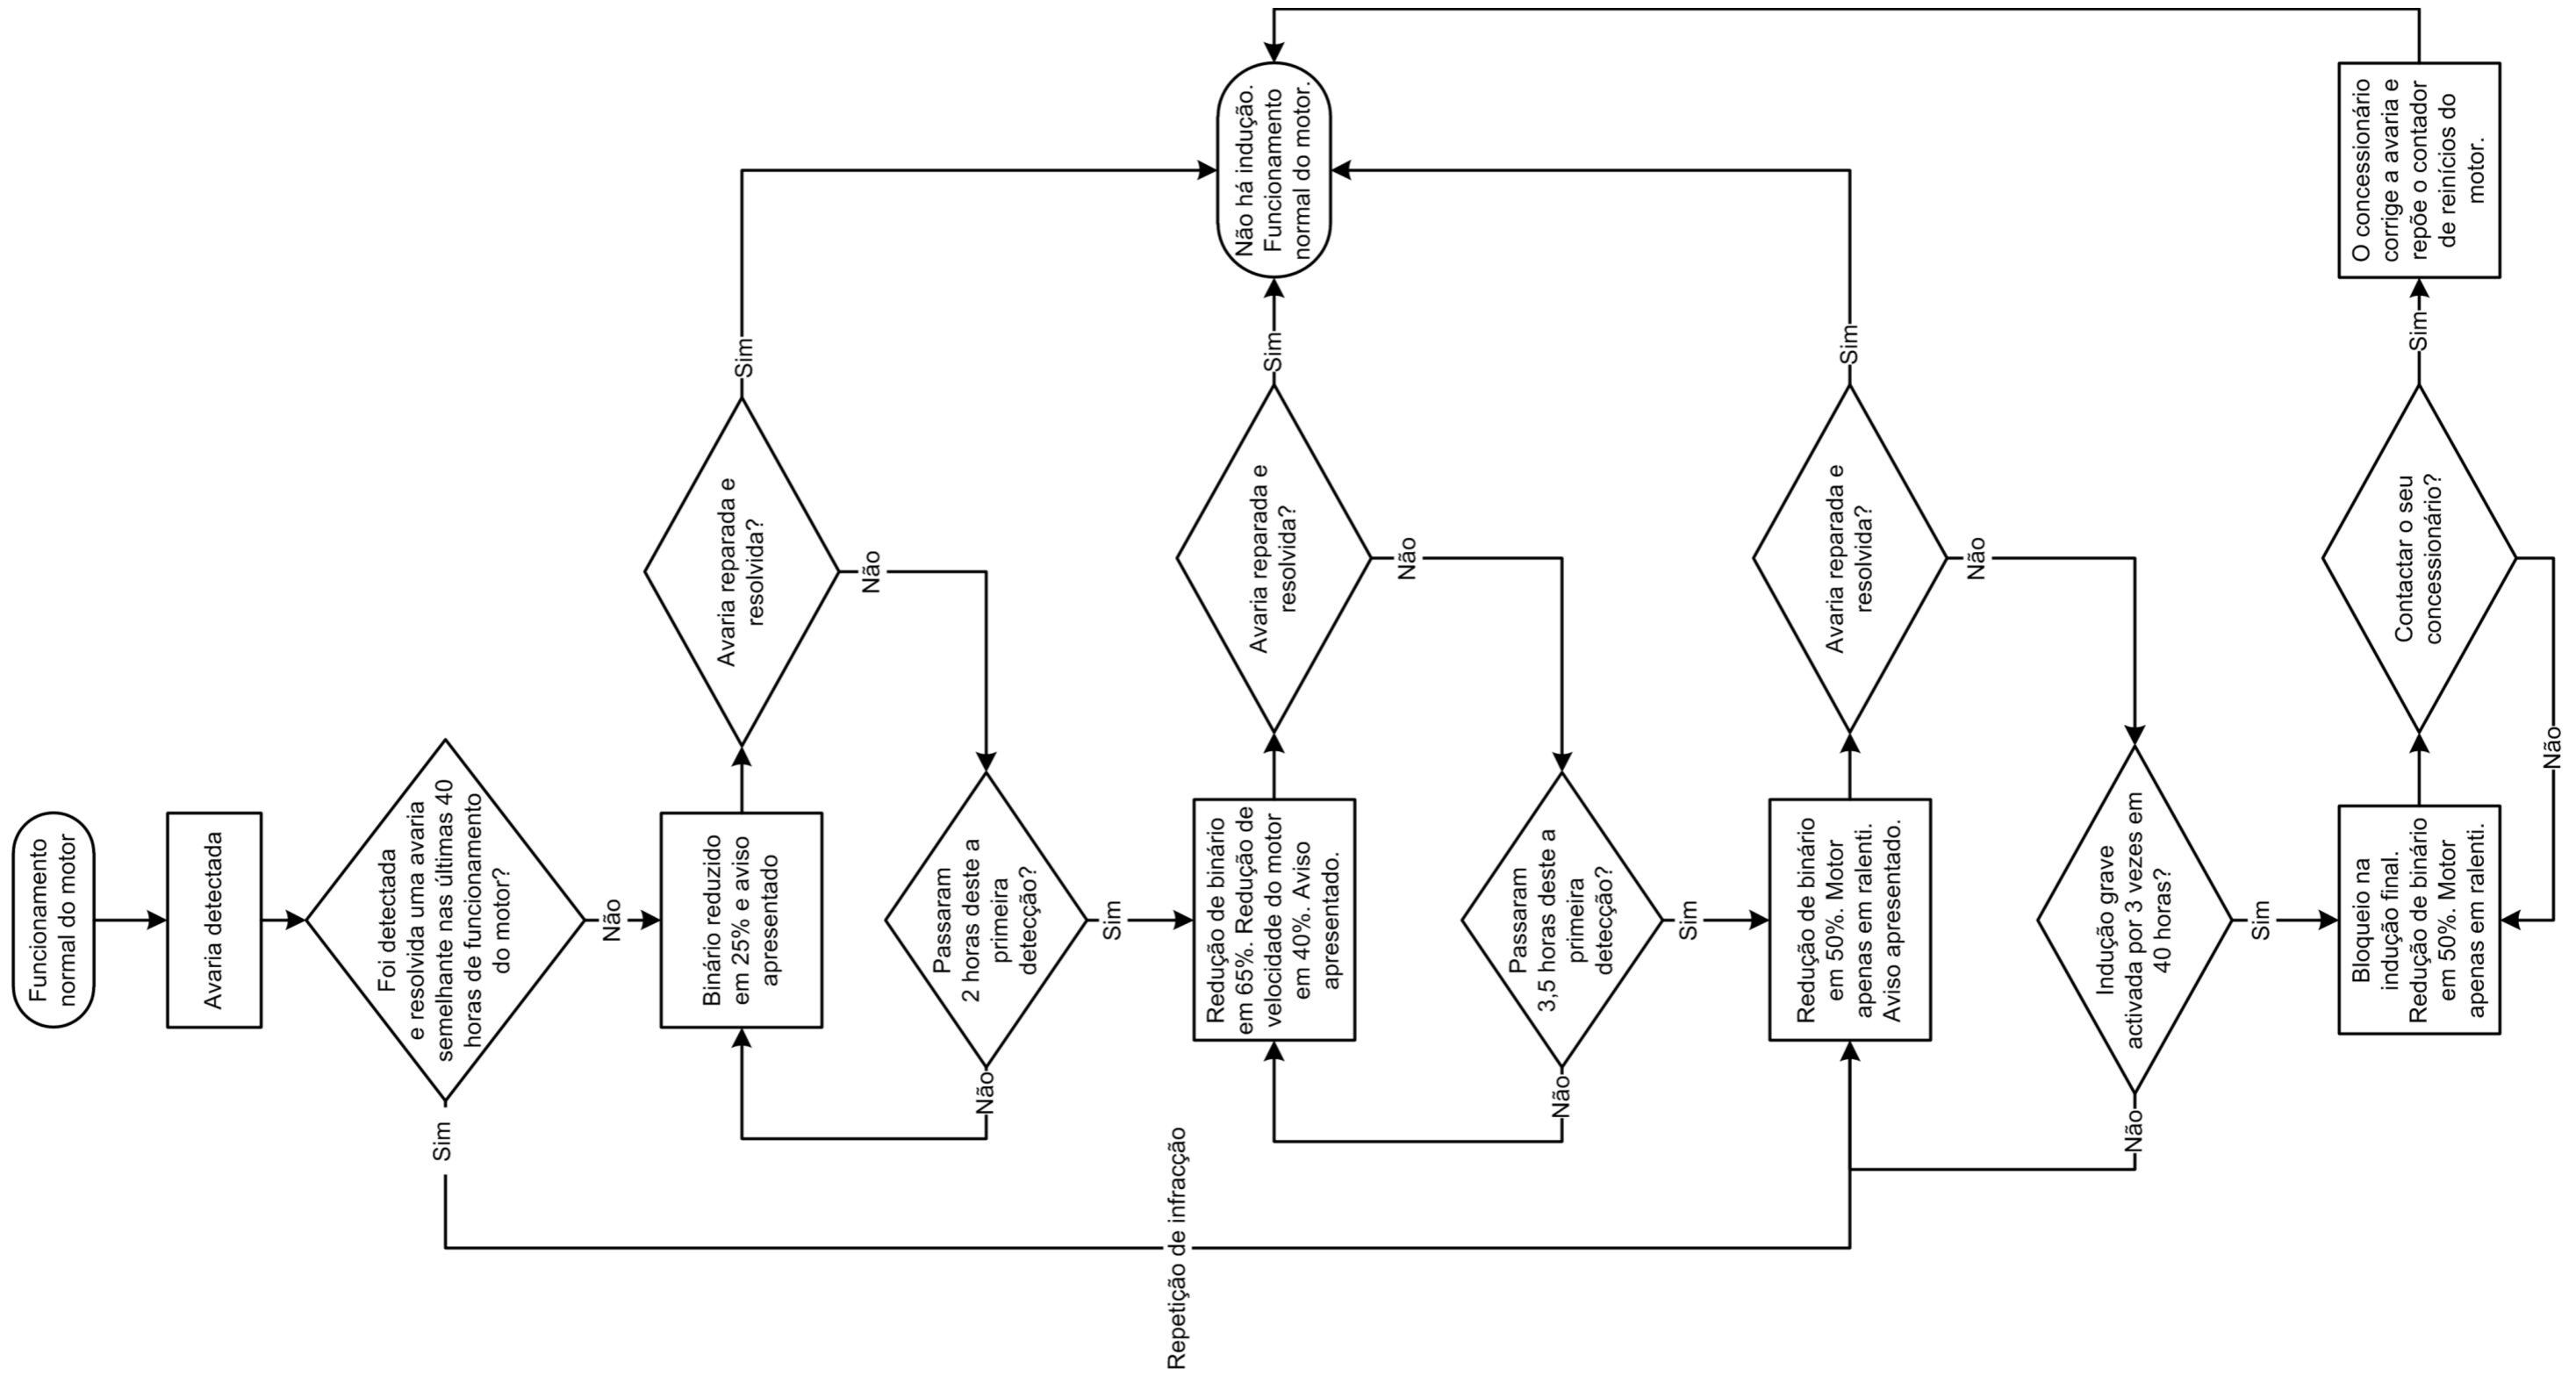 Funcionamento
normal do motor
Avaria detectada
Foi detectada
e resolvida uma avaria
semelhante nas últimas 40
horas de funcionamento
do motor?
Sim
Não
Repetição de infracção
Binário reduzido
em 25% e aviso
apresentado
Avaria reparada e
resolvida?
Sim
Não
Passaram
2 horas deste a
primeira
detecção?
Não
Sim
Redução de binário
em 65%. Redução de
velocidade do motor
em 40%. Aviso
apresentado.
Avaria reparada e
resolvida?
Sim
Não há indução.
Funcionamento
normal do motor.
Não
Passaram
3,5 horas deste a
primeira
detecção?
Não
Sim
Redução de binário
em 50%. Motor
apenas em ralenti.
Aviso apresentado.
Avaria reparada e
resolvida?
Sim
Não
Indução grave
activada por 3 vezes em
40 horas?
Não
Sim
Bloqueio na
indução final.
Redução de binário
em 50%. Motor
apenas em ralenti.
Contactar o seu
concessionário?
Sim
Não
O concessionário
corrige a avaria e
repõe o contador
de reinícios do
motor.